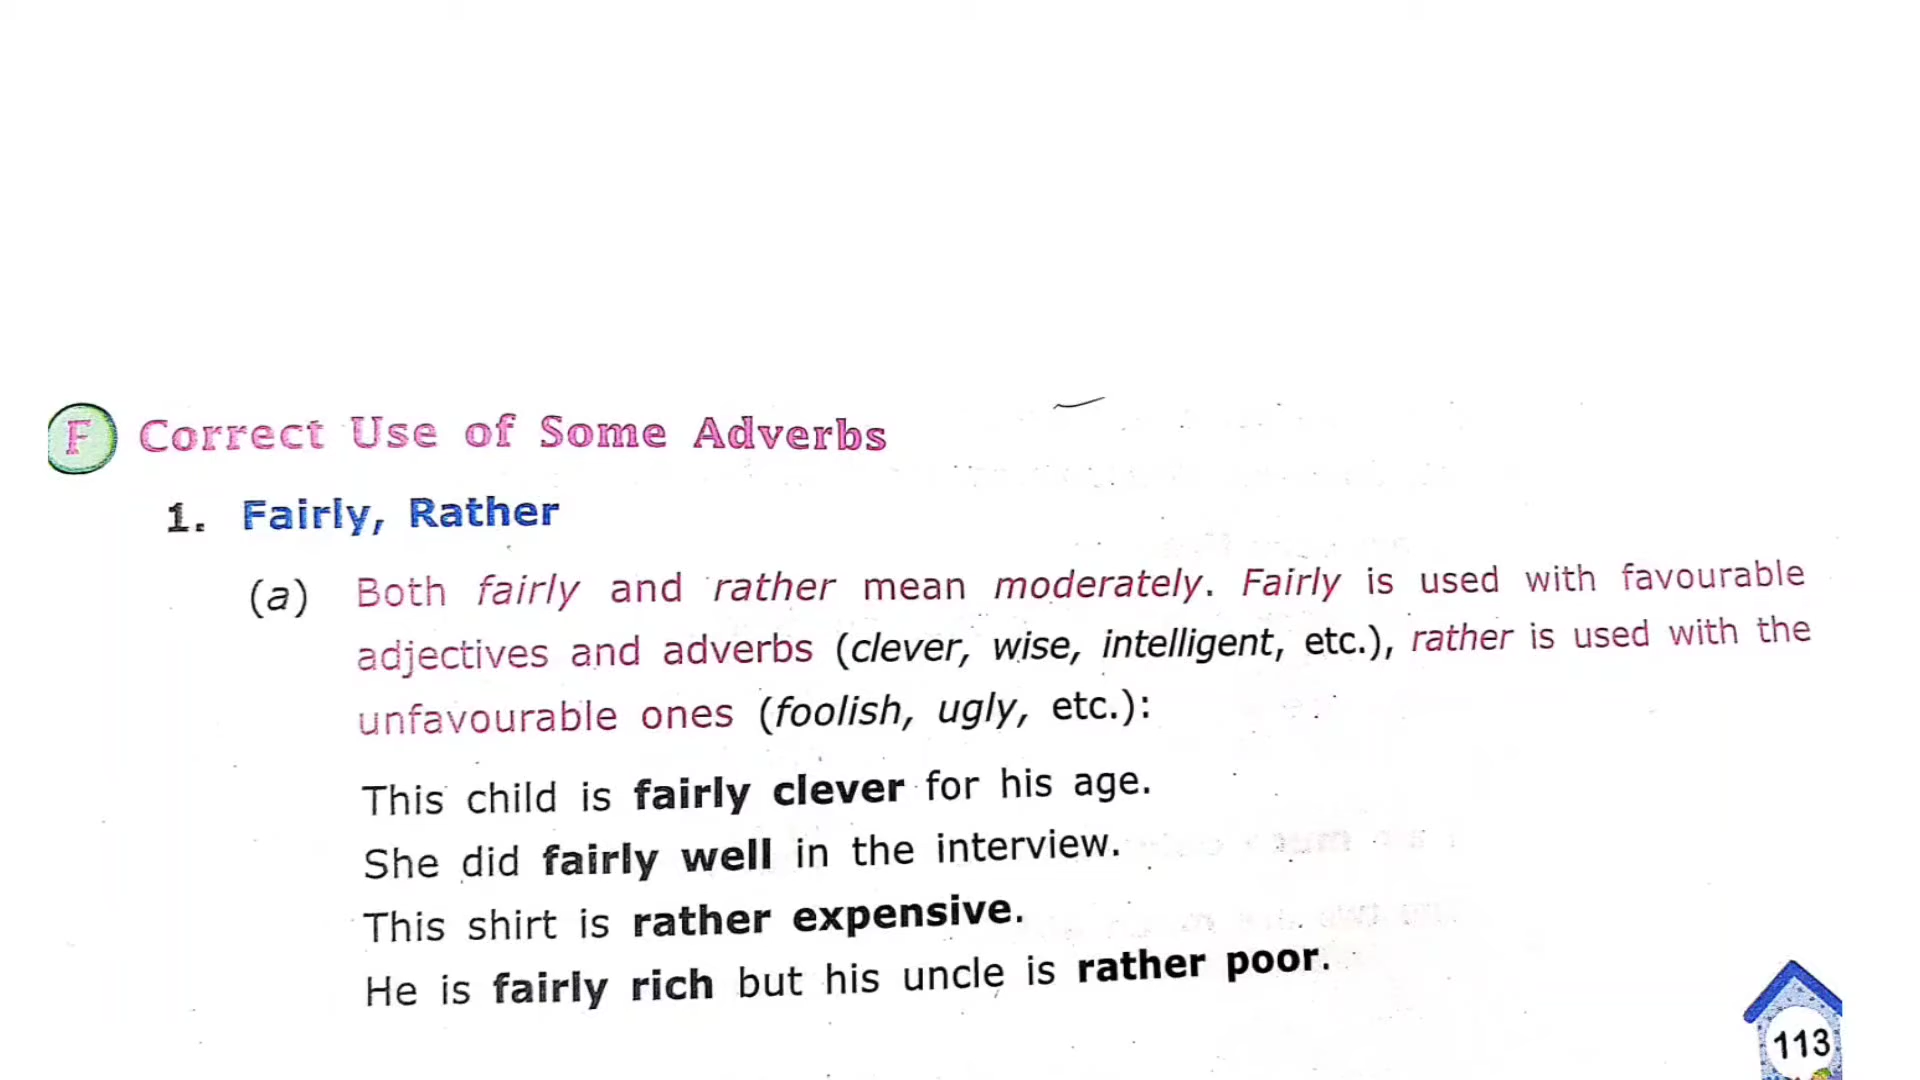 F Correct Use of Some Adverbs
1. Fairly, Rather
(a) Both fairly and rather mean moderately. Fairly is used with favourable
adjectives and adverbs (clever, wise, intelligent, etc.), rather is used with the
unfavourable ones (foolish, ugly, etc.):
This child is fairly clever for his age.
She did fairly well in the interview.
This shirt is rather expensive.
He is fairly rich but his uncle is rather poor.
113